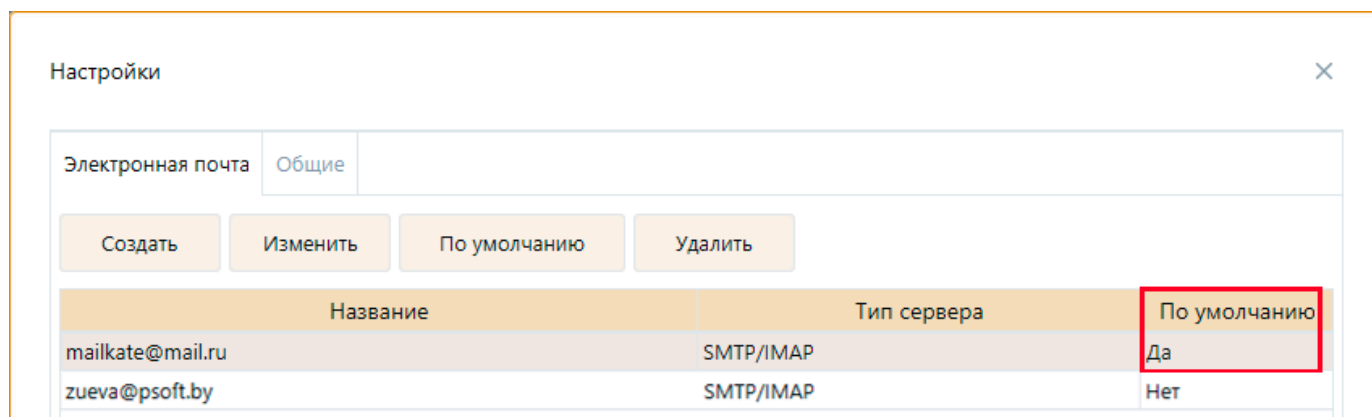 Настройки
Электронная почта Общие
Создать Изменить По умолчанию Удалить
Название Тип сервера По умолчанию
mailkate@mail.ru SMTP/IMAP Да
zueva@psoft.by SMTP/IMAP Нет